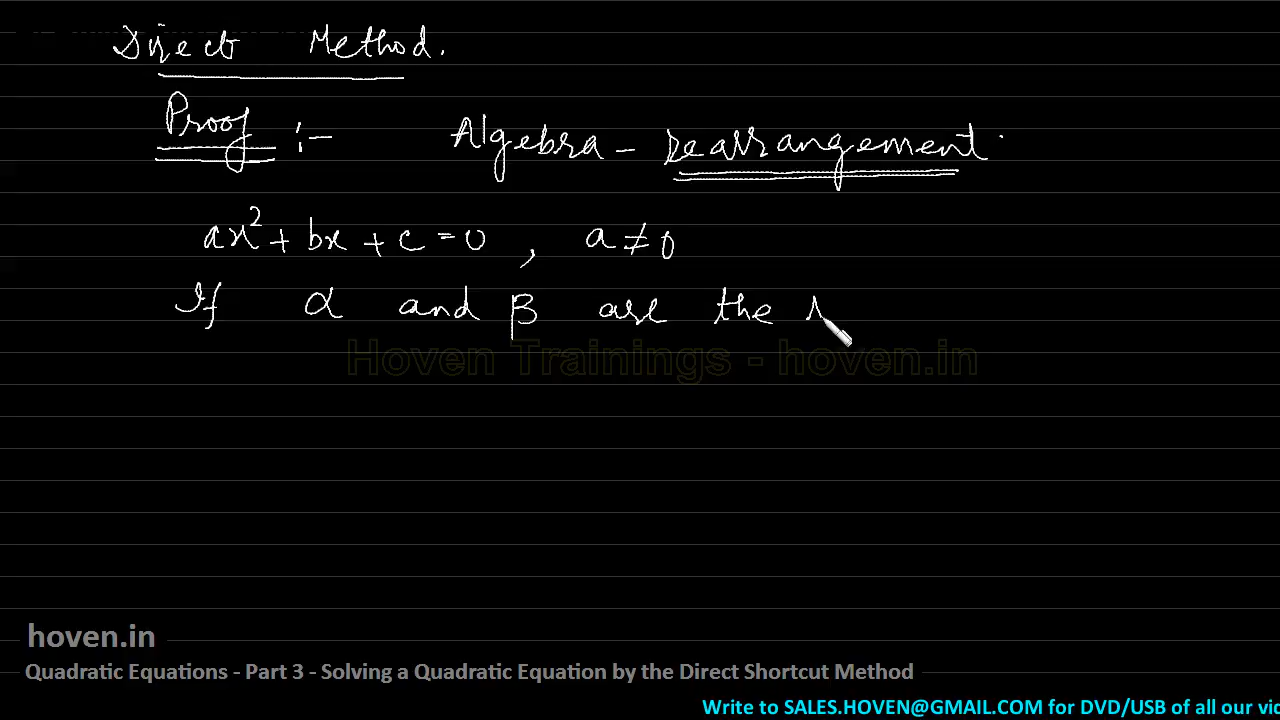 Direct Method.
Proof :- Algebra - rearrangement.
ax² + bx + c = 0 , a ≠ 0
If α and β are the
Hoven Trainings - hoven.in
hoven.in
Quadratic Equations - Part 3 - Solving a Quadratic Equation by the Direct Shortcut Method
Write to SALES.HOVEN@GMAIL.COM for DVD/USB of all our vi